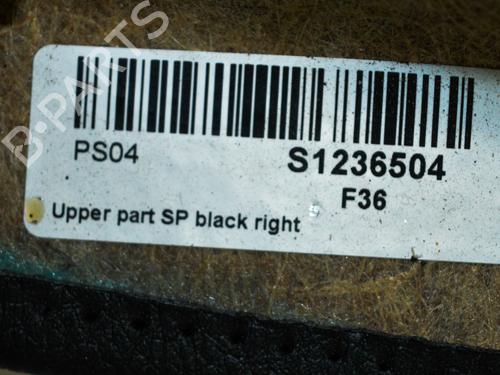 B-PARTS
PS04
S1236504
F36
Upper part SP black right